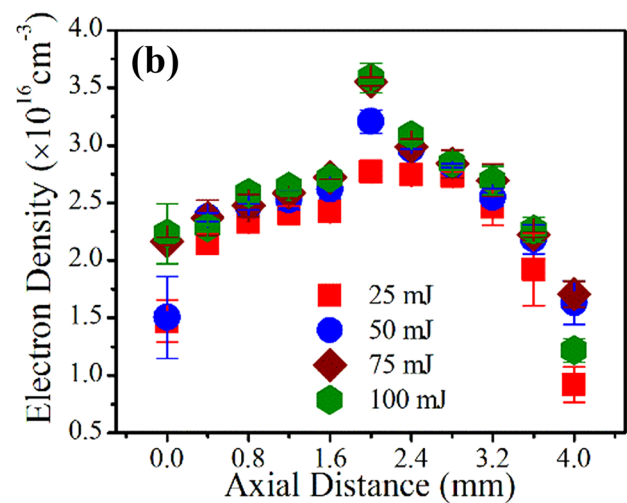 (b)
Electron Density (×10¹⁶cm⁻³)
4.0
3.5
3.0
2.5
2.0
1.5
1.0
0.5
25 mJ
50 mJ
75 mJ
100 mJ
0.0 0.8 1.6 2.4 3.2 4.0
Axial Distance (mm)